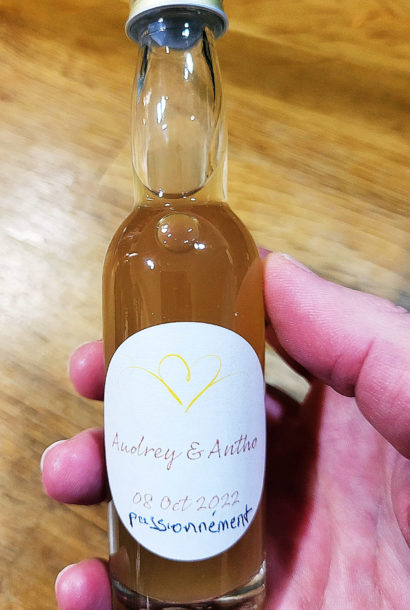 Audrey & Antho
08 Oct 2022
passionnément